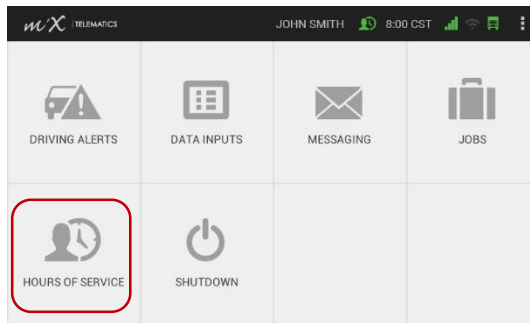 mix TELEMATICS JOHN SMITH 8:00 CST
DRIVING ALERTS DATA INPUTS MESSAGING JOBS
HOURS OF SERVICE SHUTDOWN